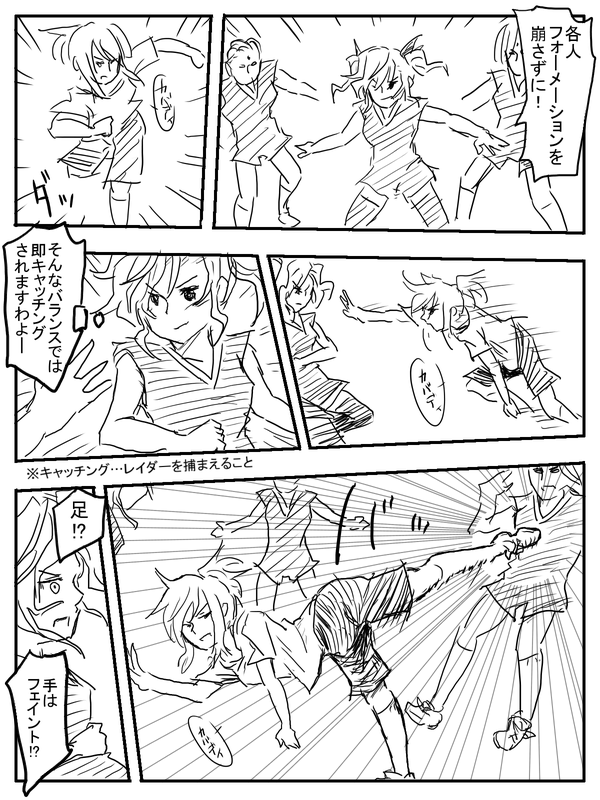 各人
フォーメーションを
崩さずに！
カバディ
ダッ
カバディ
そんなバランスでは
即キャッチング
されますわよー
※キャッチング…レイダーを捕まえること
足!?
カバディ
手は
フェイント!?